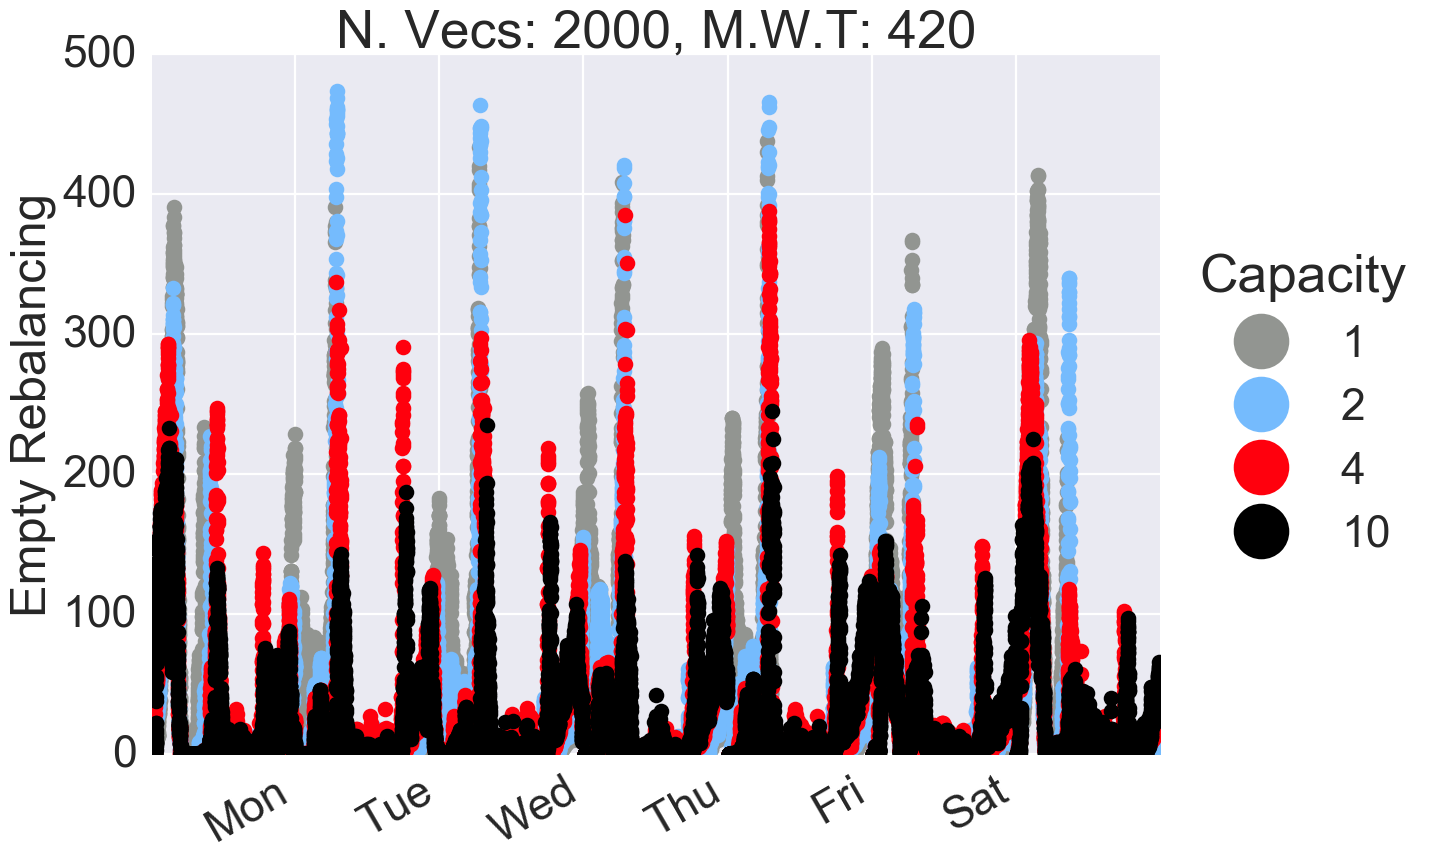 N. Vecs: 2000, M.W.T: 420
Empty Rebalancing
500
400
300
200
100
0
Mon
Tue
Wed
Thu
Fri
Sat
Capacity
1
2
4
10